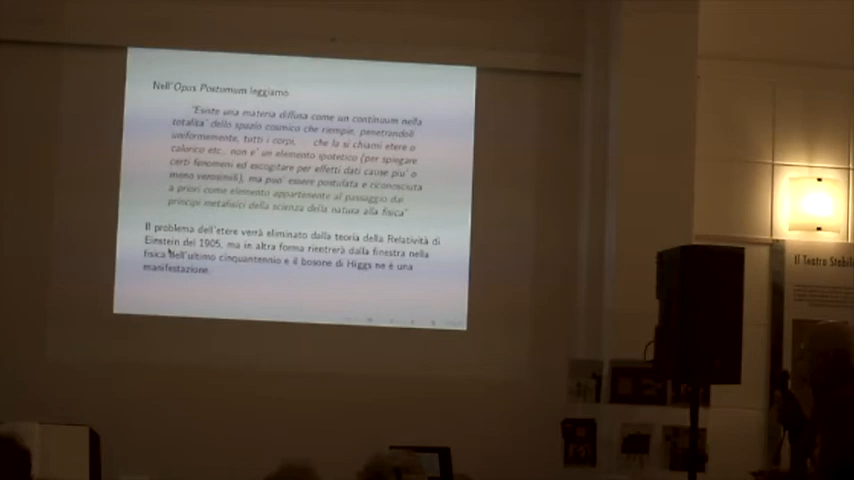 Nell'Opus Postumum leggiamo
"Esiste una materia diffusa come un continuum nella
totalita' dello spazio cosmico che riempie, penetrandoli
uniformemente, tutti i corpi, ... che la si chiami etere o
calorico etc., non e' un elemento ipotetico (per spiegare
certi fenomeni ed escogitare per effetti dati cause piu' o
meno verosimili), ma puo' essere postulata e riconosciuta
a priori come elemento appartenente al passaggio dai
principi metafisici della scienza della natura alla fisica"
Il problema dell'etere verrà eliminato dalla teoria della Relatività di
Einstein del 1905, ma in altra forma rientrerà dalla finestra nella
fisica dell'ultimo cinquantennio e il bosone di Higgs ne è una
manifestazione.
Il Teatro Stabil